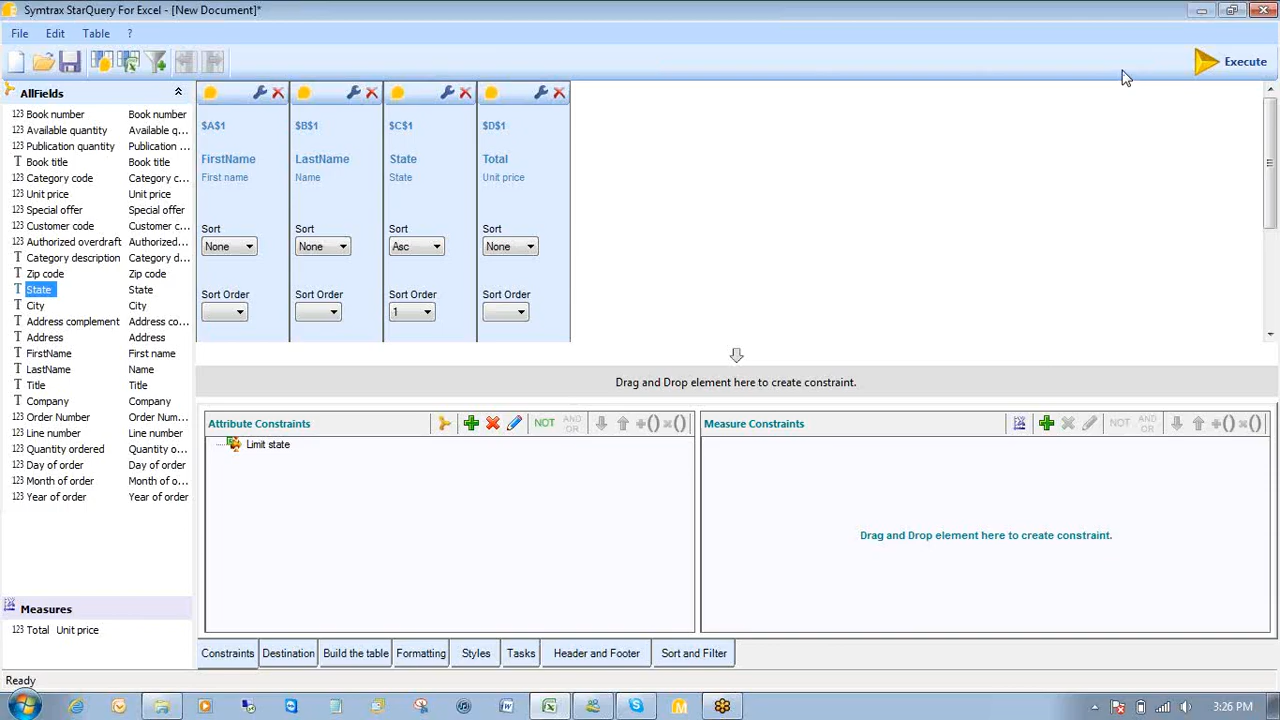 Symtrax StarQuery For Excel - [New Document]*
File Edit Table ?
Execute
AllFields
123 Book number Book number
123 Available quantity Available q...
123 Publication quantity Publication ...
T Book title Book title
123 Category code Category c...
123 Unit price Unit price
123 Special offer Special offer
123 Customer code Customer c...
123 Authorized overdraft Authorized...
T Category description Category d...
T Zip code Zip code
T State State
T City City
T Address complement Address co...
T Address Address
T FirstName First name
T LastName Name
T Title Title
T Company Company
123 Order Number Order Num...
123 Line number Line number
123 Quantity ordered Quantity o...
123 Day of order Day of order
123 Month of order Month of o...
123 Year of order Year of order
Measures
123 Total Unit price
$A$1 $B$1 $C$1 $D$1
FirstName LastName State Total
First name Name State Unit price
Sort Sort Sort Sort
None None Asc None
Sort Order Sort Order Sort Order Sort Order
1
Drag and Drop element here to create constraint.
Attribute Constraints NOT AND OR +() x()
Limit state
Measure Constraints NOT AND OR +() x()
Drag and Drop element here to create constraint.
Constraints Destination Build the table Formatting Styles Tasks Header and Footer Sort and Filter
Ready
3:26 PM